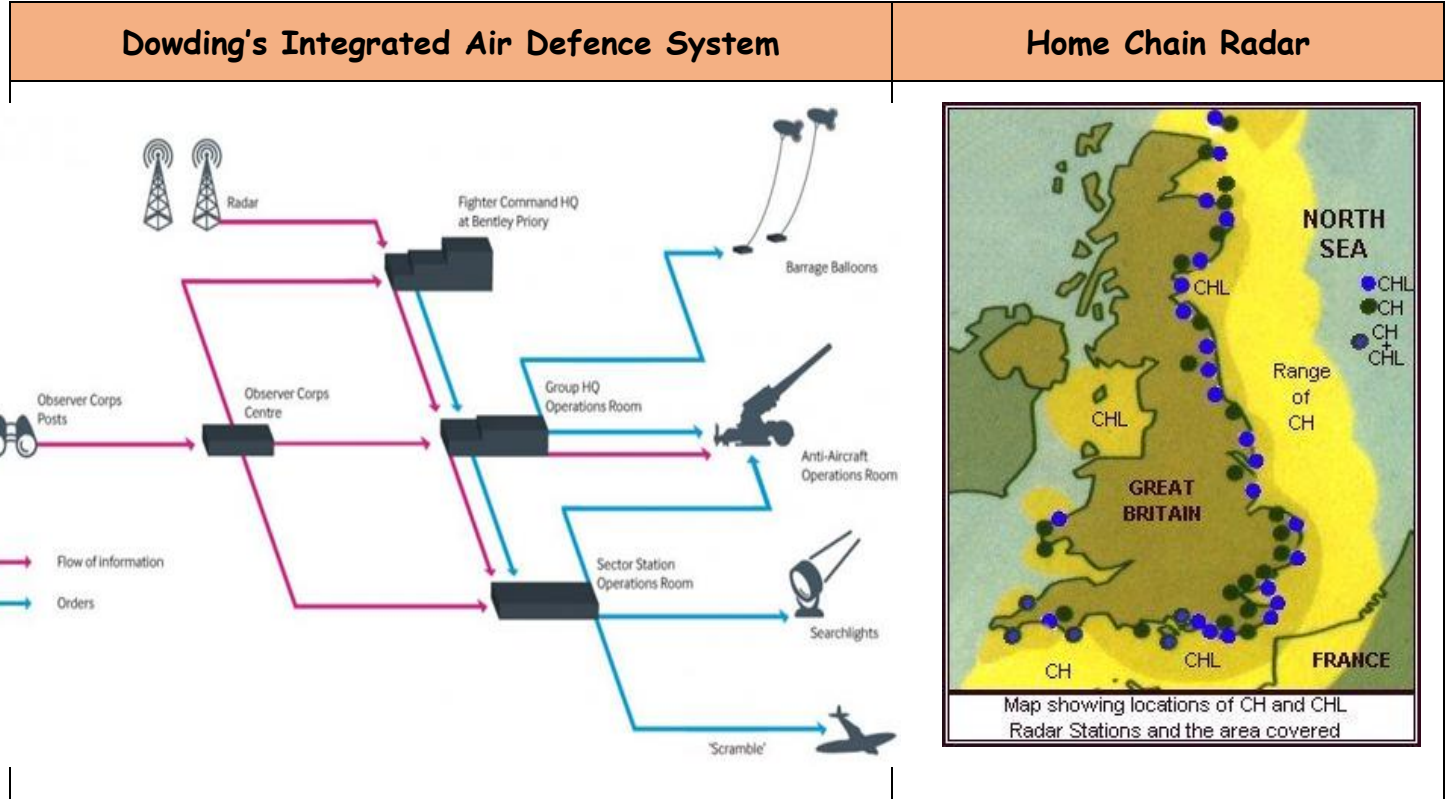 Dowding's Integrated Air Defence System
Home Chain Radar
Radar
Fighter Command HQ
at Bentley Priory
Barrage Balloons
Observer Corps
Posts
Observer Corps
Centre
Group HQ
Operations Room
Anti-Aircraft
Operations Room
Flow of information
Orders
Sector Station
Operations Room
Searchlights
'Scramble'
NORTH
SEA
CHL
CH
CH
+
CHL
CHL
Range
of
CH
CHL
GREAT
BRITAIN
CH
CHL
FRANCE
Map showing locations of CH and CHL
Radar Stations and the area covered